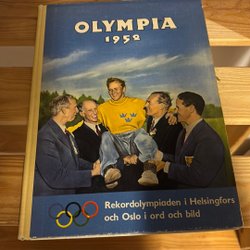 OLYMPIA
1952
Rekordolympiaden i Helsingfors
och Oslo i ord och bild